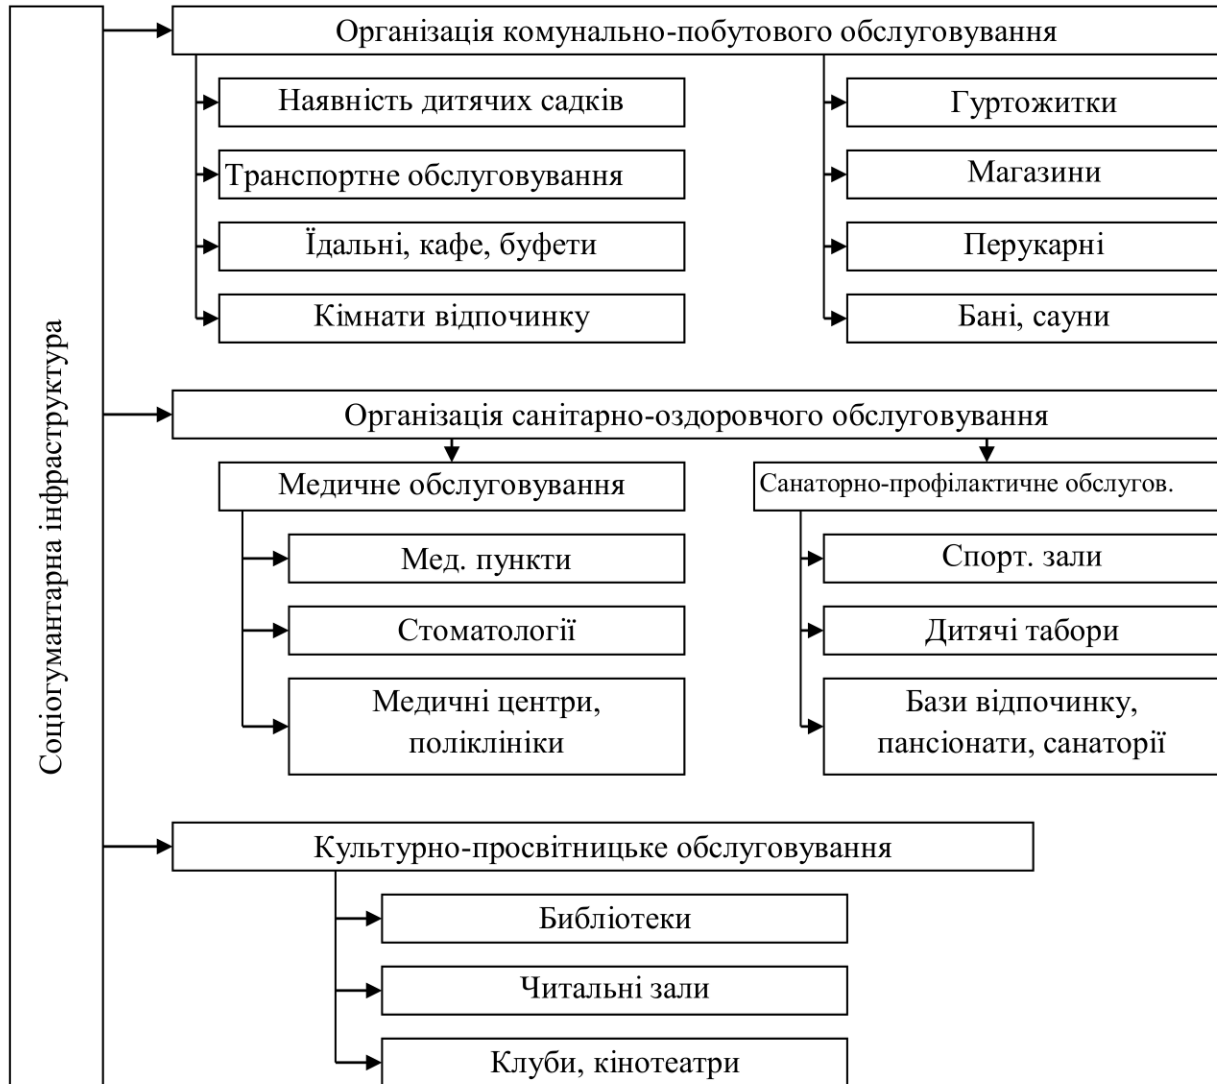 Соціогумантарна інфраструктура
Організація комунально-побутового обслуговування
Наявність дитячих садків
Транспортне обслуговування
Їдальні, кафе, буфети
Кімнати відпочинку
Гуртожитки
Магазини
Перукарні
Бані, сауни
Організація санітарно-оздоровчого обслуговування
Медичне обслуговування
Мед. пункти
Стоматології
Медичні центри,
поліклініки
Санаторно-профілактичне обслугов.
Спорт. зали
Дитячі табори
Бази відпочинку,
пансіонати, санаторії
Культурно-просвітницьке обслуговування
Библіотеки
Читальні зали
Клуби, кінотеатри